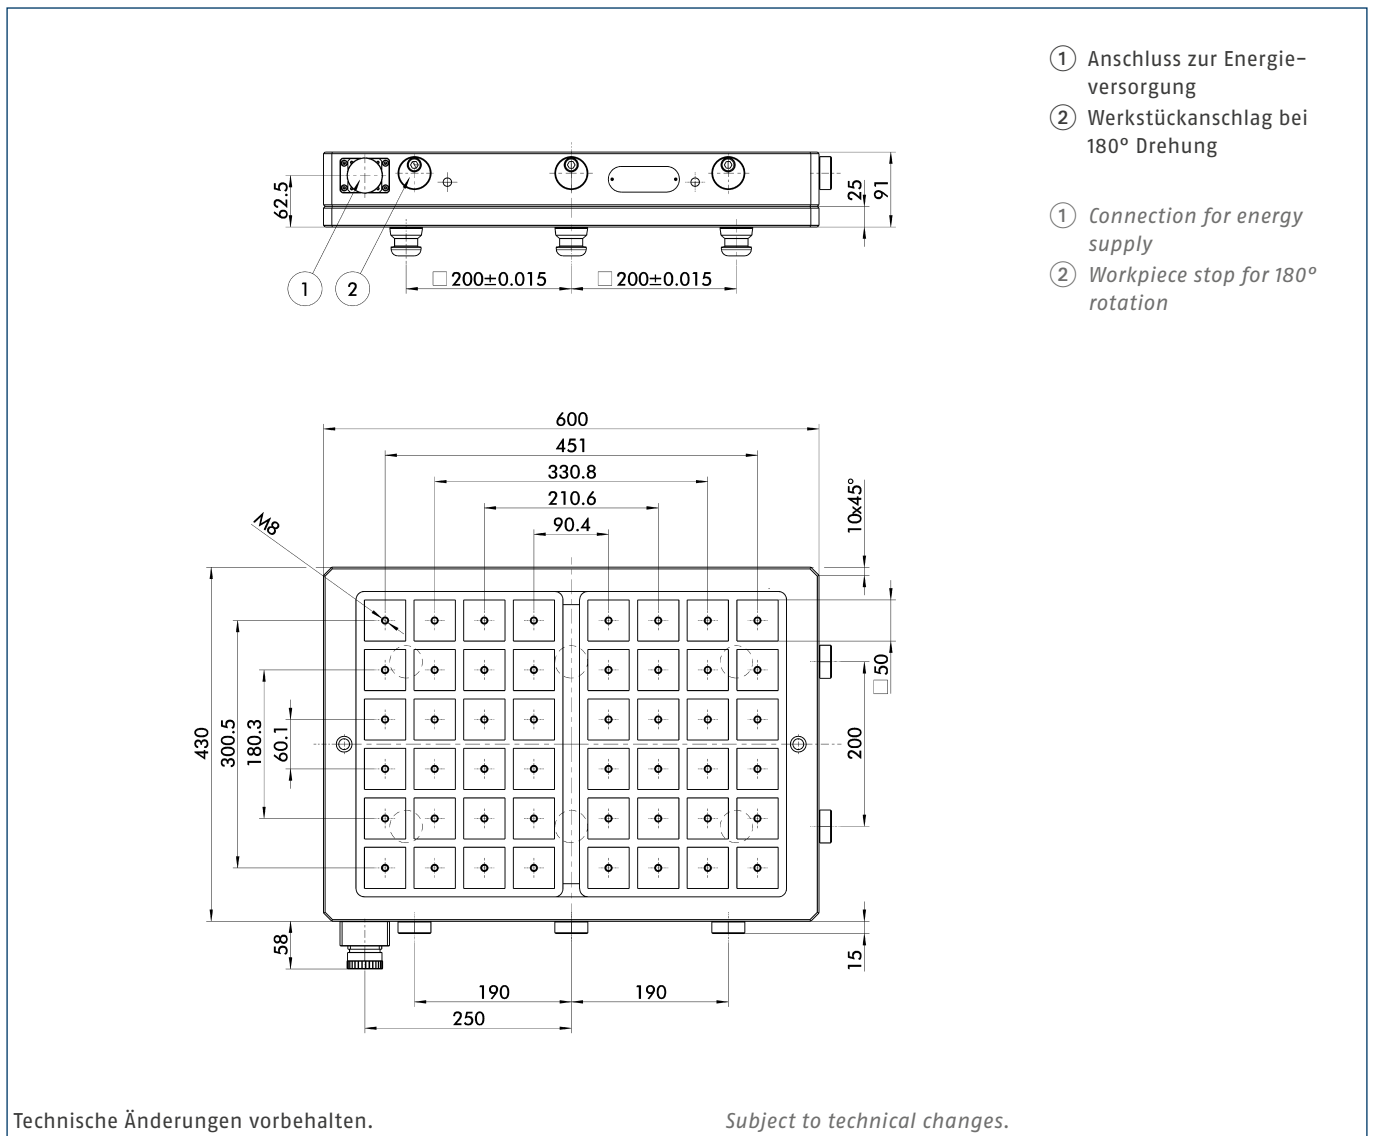 ① Anschluss zur Energie-
versorgung
② Werkstückanschlag bei
180° Drehung
① Connection for energy
supply
② Workpiece stop for 180°
rotation
62.5
25
91
1
2
□ 200±0.015
□ 200±0.015
600
451
330.8
210.6
90.4
M8
10x45°
430
300.5
180.3
60.1
□ 50
200
58
15
190
190
250
Technische Änderungen vorbehalten.
Subject to technical changes.